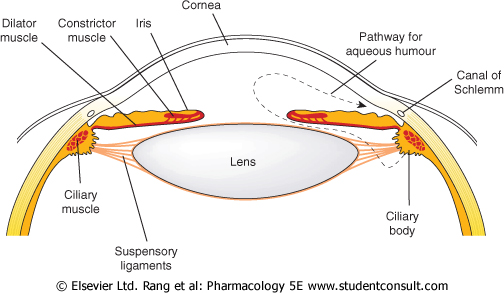 Cornea
Dilator
muscle
Constrictor
muscle
Iris
Pathway for
aqueous humour
Canal of
Schlemm
Lens
Ciliary
muscle
Ciliary
body
Suspensory
ligaments
© Elsevier Ltd. Rang et al: Pharmacology 5E www.studentconsult.com